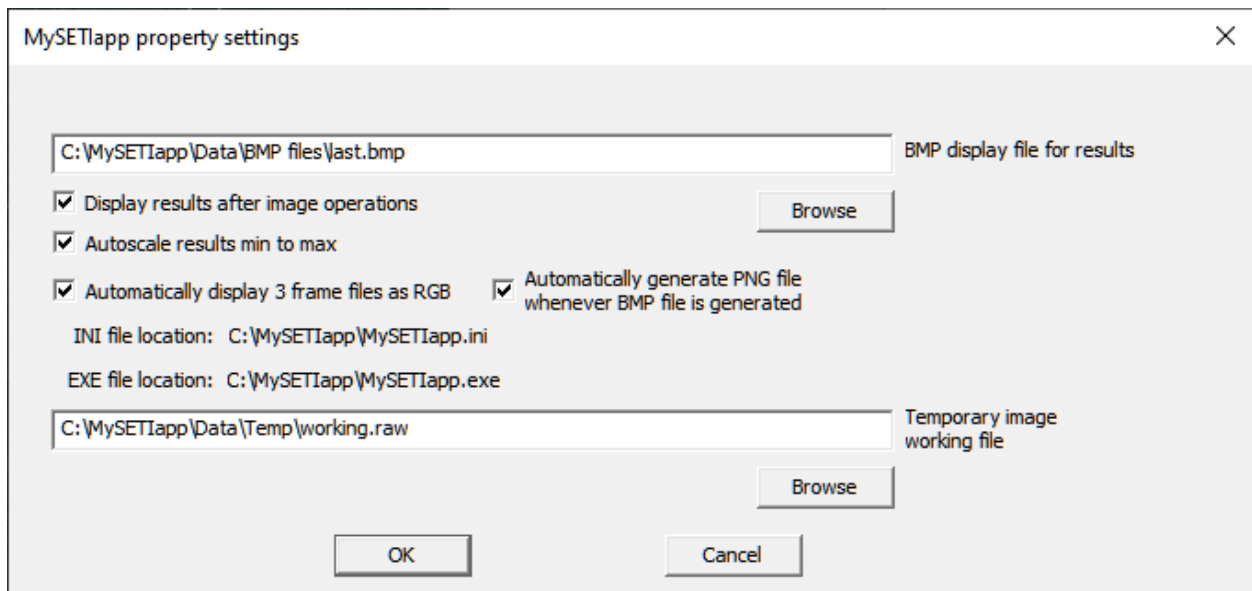 MySETIapp property settings
C:\MySETIapp\Data\BMP files\last.bmp
BMP display file for results
Display results after image operations
Browse
Autoscale results min to max
Automatically display 3 frame files as RGB
Automatically generate PNG file
whenever BMP file is generated
INI file location: C:\MySETIapp\MySETIapp.ini
EXE file location: C:\MySETIapp\MySETIapp.exe
C:\MySETIapp\Data\Temp\working.raw
Temporary image
working file
Browse
OK
Cancel